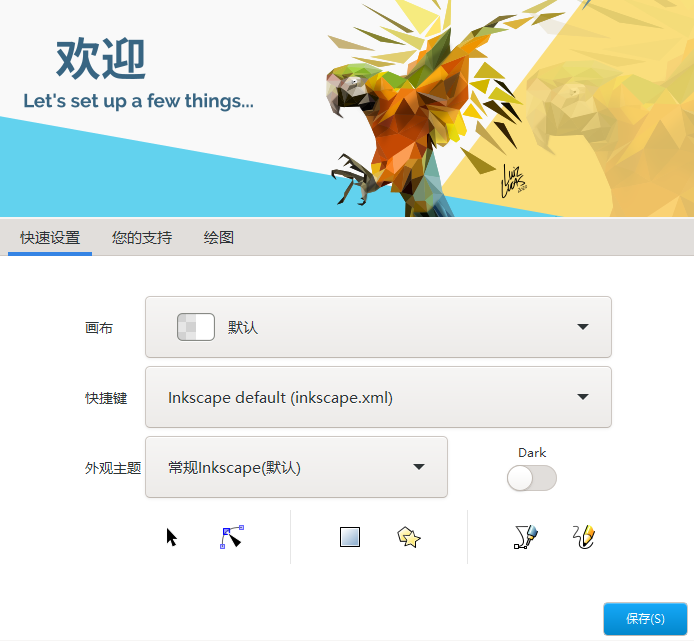 欢迎
Let's set up a few things...
快速设置 您的支持 绘图
画布 默认
快捷键 Inkscape default (inkscape.xml)
Dark
外观主题 常规Inkscape(默认)
保存(S)